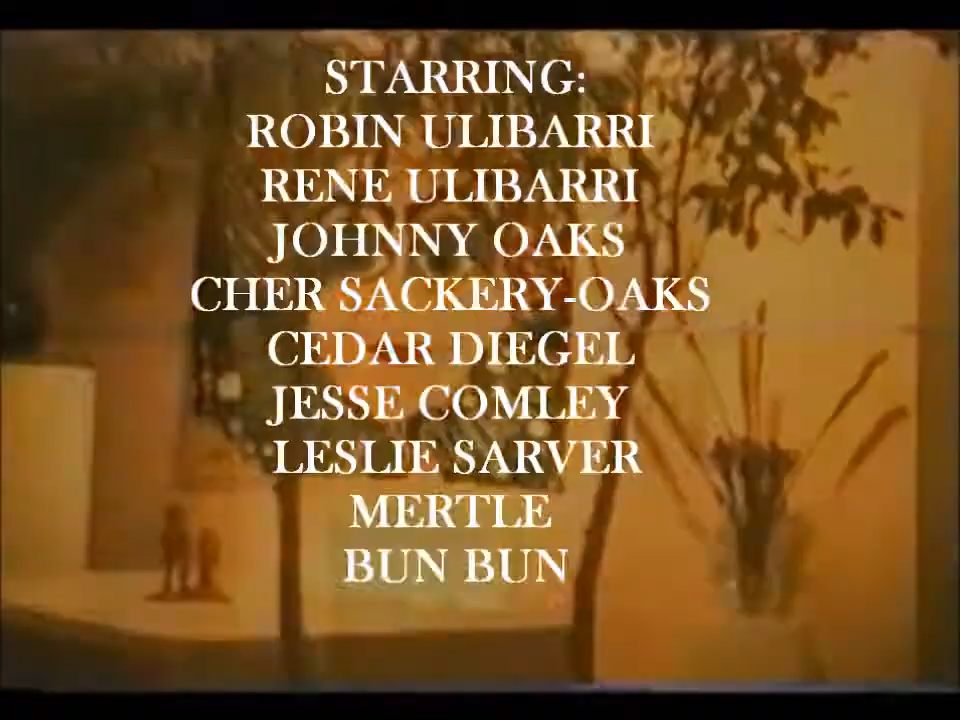 STARRING:
ROBIN ULIBARRI
RENE ULIBARRI
JOHNNY OAKS
CHER SACKERY-OAKS
CEDAR DIEGEL
JESSE COMLEY
LESLIE SARVER
MERTLE
BUN BUN